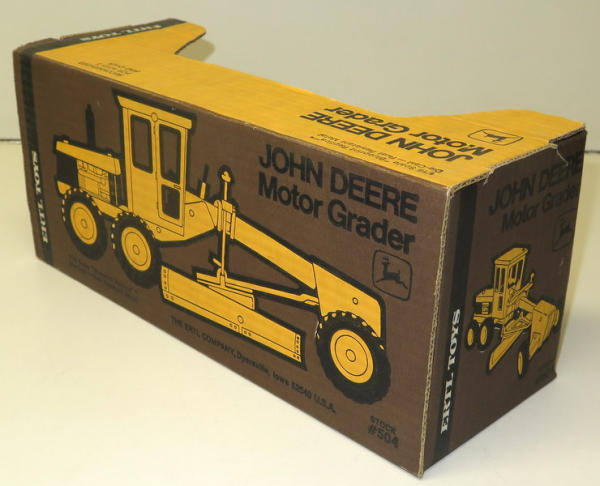 ERTL TOYS
JOHN DEERE
Motor Grader
THE ERTL COMPANY, Dyersville, Iowa 52040 U.S.A.
STOCK
#504
ERTL TOYS
JOHN DEERE
Motor Grader
JOHN DEERE
Motor Grader
ERTL TOYS